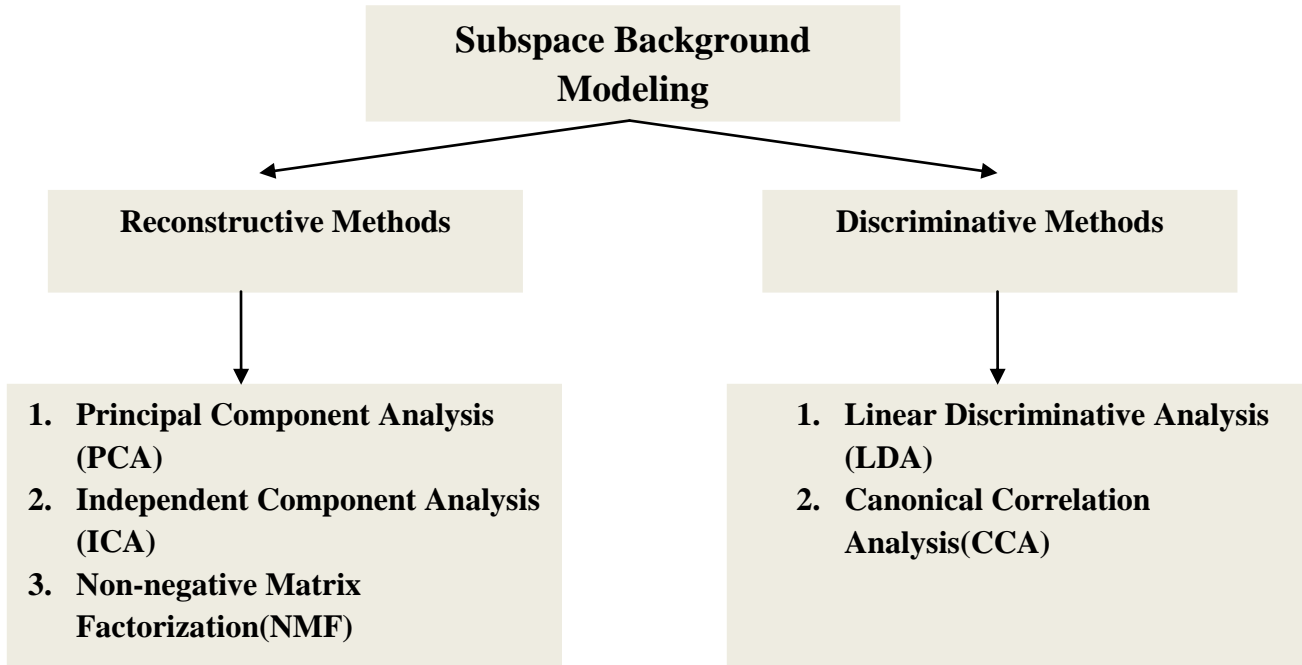 Subspace Background
Modeling
Reconstructive Methods
Discriminative Methods
1. Principal Component Analysis
(PCA)
2. Independent Component Analysis
(ICA)
3. Non-negative Matrix
Factorization(NMF)
1. Linear Discriminative Analysis
(LDA)
2. Canonical Correlation
Analysis(CCA)